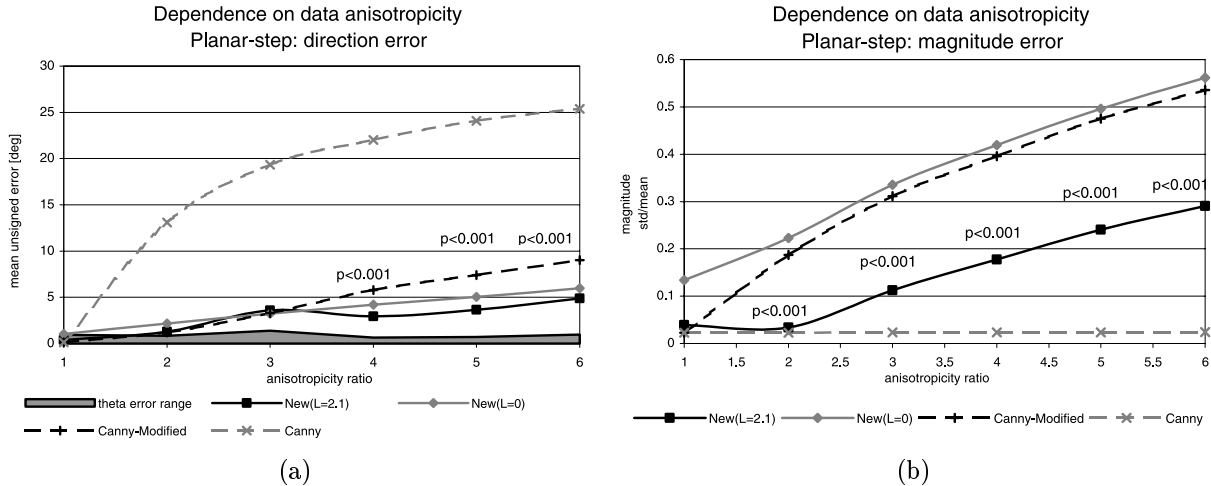 Dependence on data anisotropicity
Planar-step: direction error
30
25
20
15
10
5
0
mean unsigned error [deg]
p<0.001
p<0.001
p<0.001
1
2
3
4
5
6
anisotropicity ratio
theta error range
New(L=2.1)
New(L=0)
Canny-Modified
Canny
(a)
Dependence on data anisotropicity
Planar-step: magnitude error
0.6
0.5
0.4
0.3
0.2
0.1
0
magnitude
std/mean
p<0.001
p<0.001
p<0.001
p<0.001
p<0.001
1
1.5
2
2.5
3
3.5
4
4.5
5
5.5
6
anisotropicity ratio
New(L=2.1)
New(L=0)
Canny-Modified
Canny
(b)